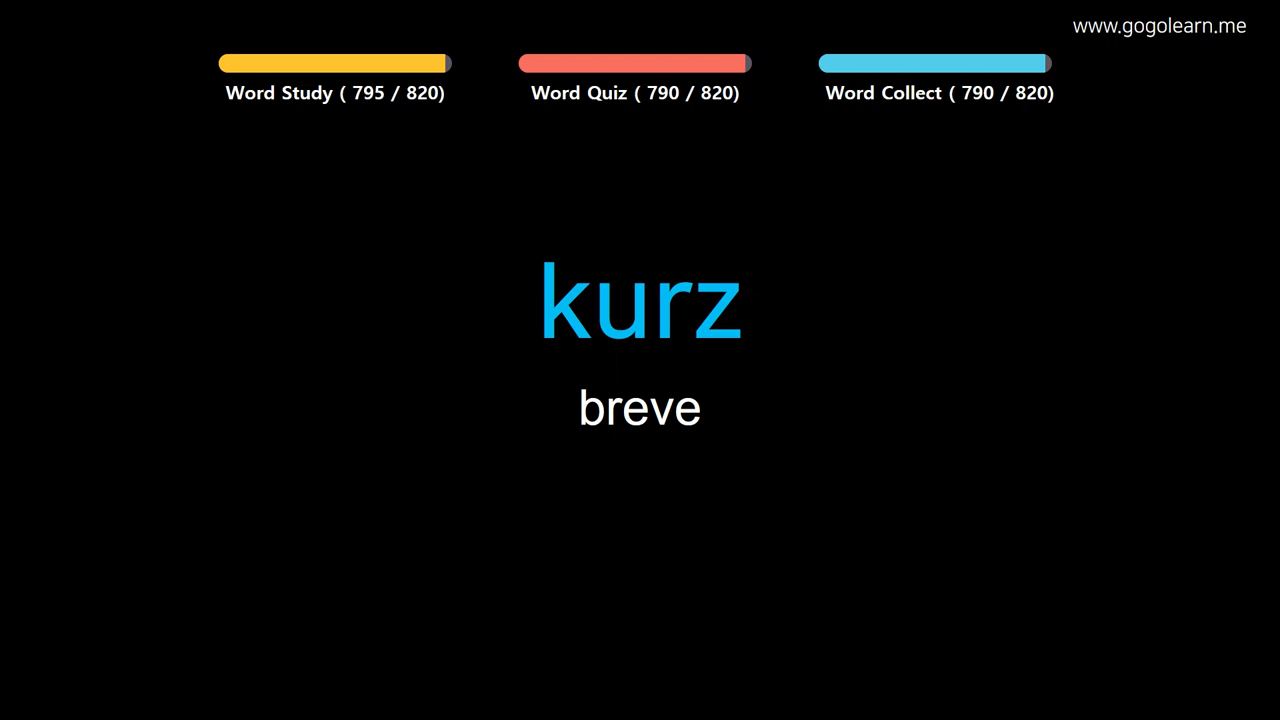 www.gogolearn.me
Word Study ( 795 / 820)
Word Quiz ( 790 / 820)
Word Collect ( 790 / 820)
kurz
breve